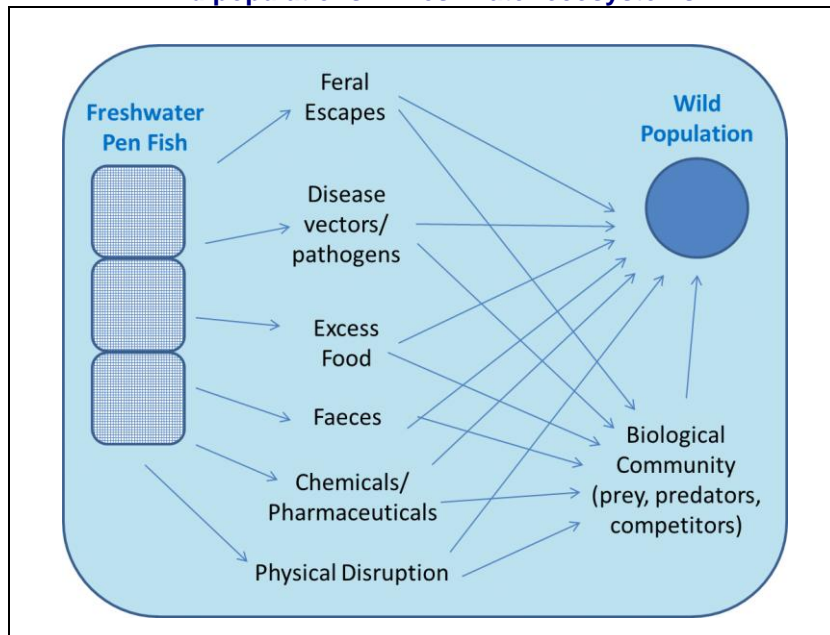 Freshwater
Pen Fish
Feral
Escapes
Disease
vectors/
pathogens
Excess
Food
Faeces
Chemicals/
Pharmaceuticals
Physical Disruption
Wild
Population
Biological
Community
(prey, predators,
competitors)